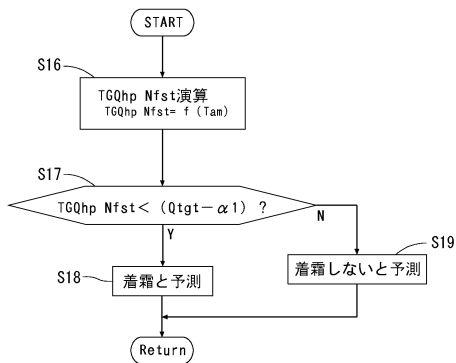 START
S16
TGQhp Nfst演算
TGQhp Nfst= f (Tam)
S17
TGQhp Nfst< (Qtgt−α1) ?
N
Y
S18
着霜と予測
S19
着霜しないと予測
Return